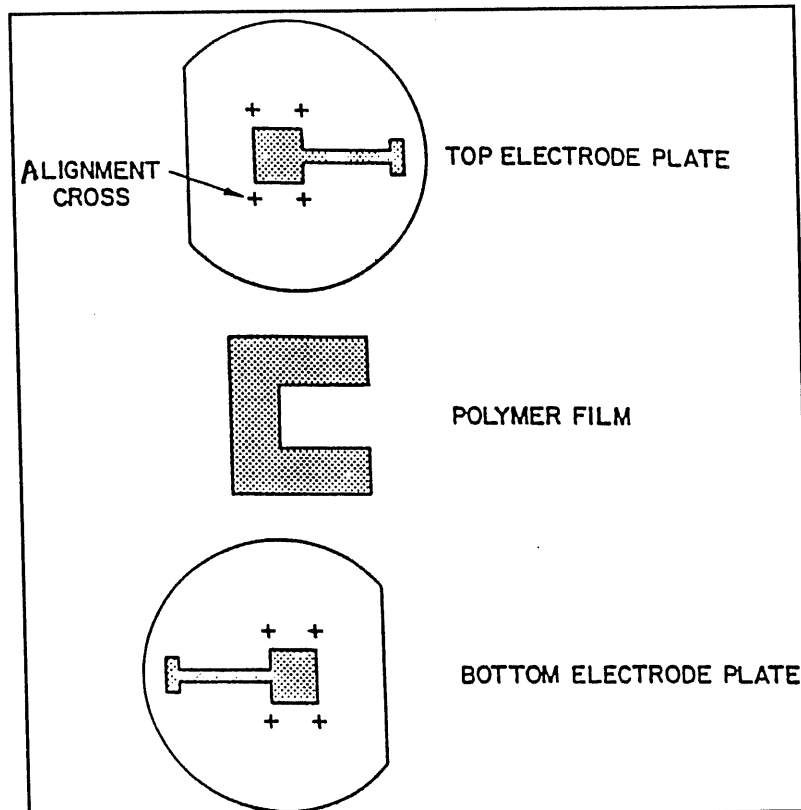 TOP ELECTRODE PLATE
ALIGNMENT
CROSS
POLYMER FILM
BOTTOM ELECTRODE PLATE